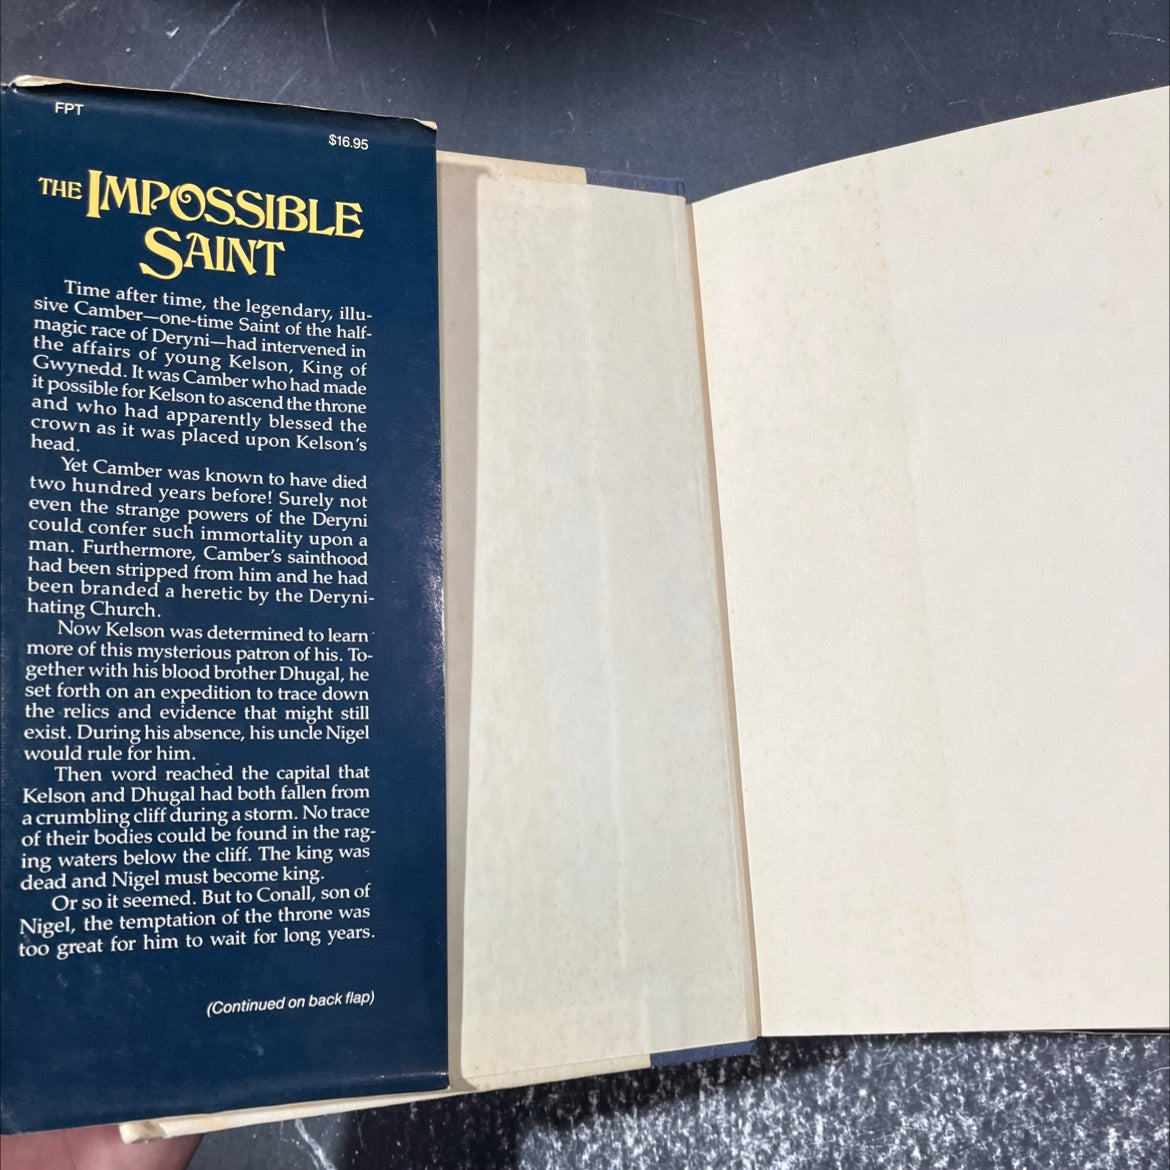 FPT
$16.95
THE IMPOSSIBLE
SAINT
Time after time, the legendary, illu-
sive Camber—one-time Saint of the half-
magic race of Deryni—had intervened in
the affairs of young Kelson, King of
Gwynedd. It was Camber who had made
it possible for Kelson to ascend the throne
and who had apparently blessed the
crown as it was placed upon Kelson's
head.
Yet Camber was known to have died
two hundred years before! Surely not
even the strange powers of the Deryni
could confer such immortality upon a
man. Furthermore, Camber's sainthood
had been stripped from him and he had
been branded a heretic by the Deryni-
hating Church.
Now Kelson was determined to learn
more of this mysterious patron of his. To-
gether with his blood brother Dhugal, he
set forth on an expedition to trace down
the relics and evidence that might still
exist. During his absence, his uncle Nigel
would rule for him.
Then word reached the capital that
Kelson and Dhugal had both fallen from
a crumbling cliff during a storm. No trace
of their bodies could be found in the rag-
ing waters below the cliff. The king was
dead and Nigel must become king.
Or so it seemed. But to Conall, son of
Nigel, the temptation of the throne was
too great for him to wait for long years.
(Continued on back flap)